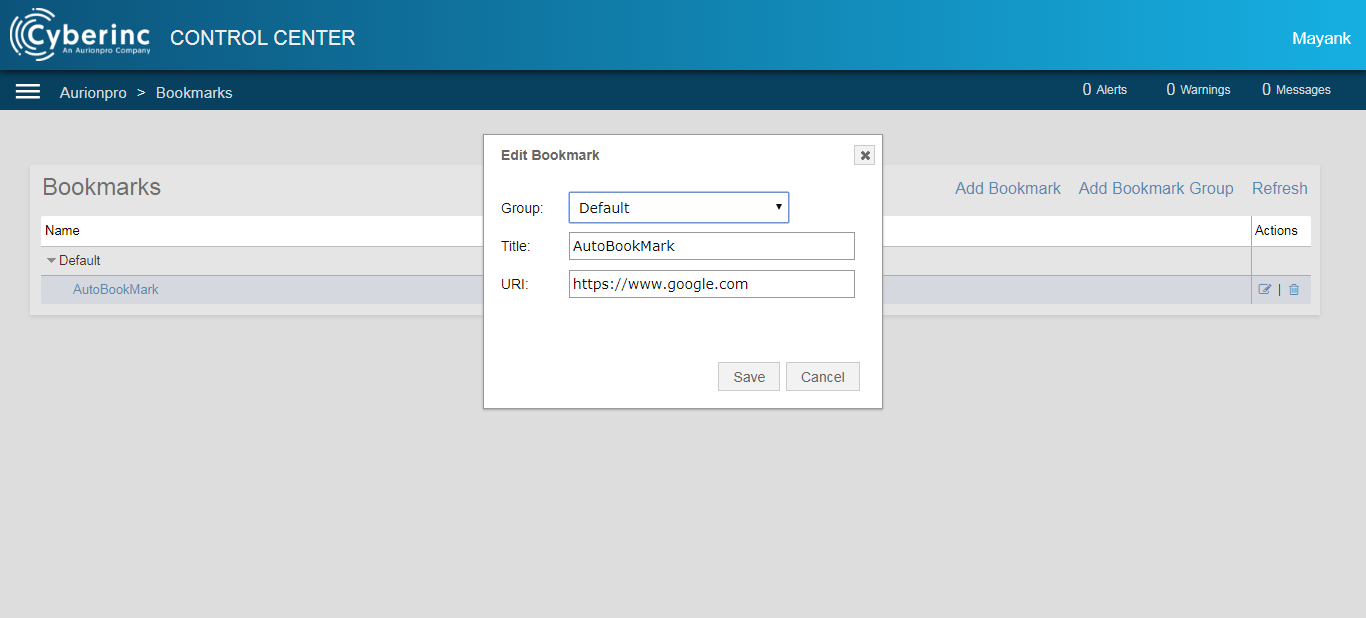 Cyberinc
An Aurionpro Company
CONTROL CENTER
Mayank
Aurionpro > Bookmarks
0 Alerts
0 Warnings
0 Messages
Edit Bookmark
Bookmarks
Add Bookmark
Add Bookmark Group
Refresh
Group: Default
Name
Actions
Title: AutoBookMark
Default
URI: https://www.google.com
AutoBookMark
|
Save
Cancel